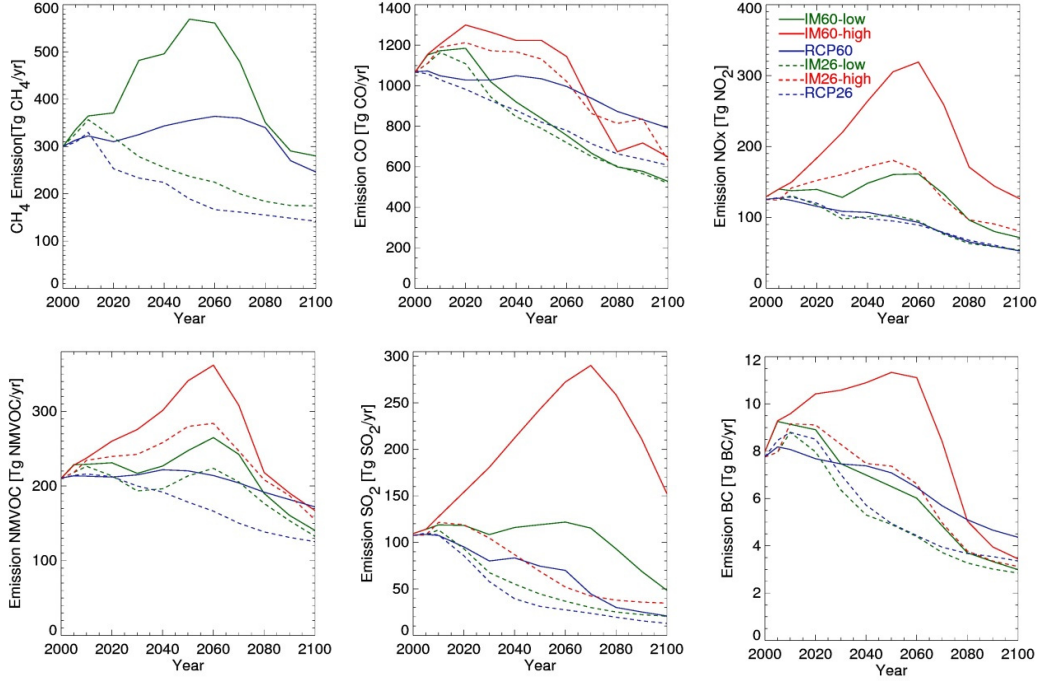 CH4 Emission[Tg CH4/yr]
600
500
400
300
200
100
0
2000 2020 2040 2060 2080 2100
Year
Emission CO [Tg CO/yr]
1400
1200
1000
800
600
400
200
0
2000 2020 2040 2060 2080 2100
Year
Emission NOx [Tg NO2]
400
300
200
100
0
2000 2020 2040 2060 2080 2100
Year
IM60-low
IM60-high
RCP60
IM26-low
IM26-high
RCP26
Emission NMVOC [Tg NMVOC/yr]
300
200
100
0
2000 2020 2040 2060 2080 2100
Year
Emission SO2 [Tg SO2/yr]
300
250
200
150
100
50
0
2000 2020 2040 2060 2080 2100
Year
Emission BC [Tg BC/yr]
12
10
8
6
4
2
0
2000 2020 2040 2060 2080 2100
Year